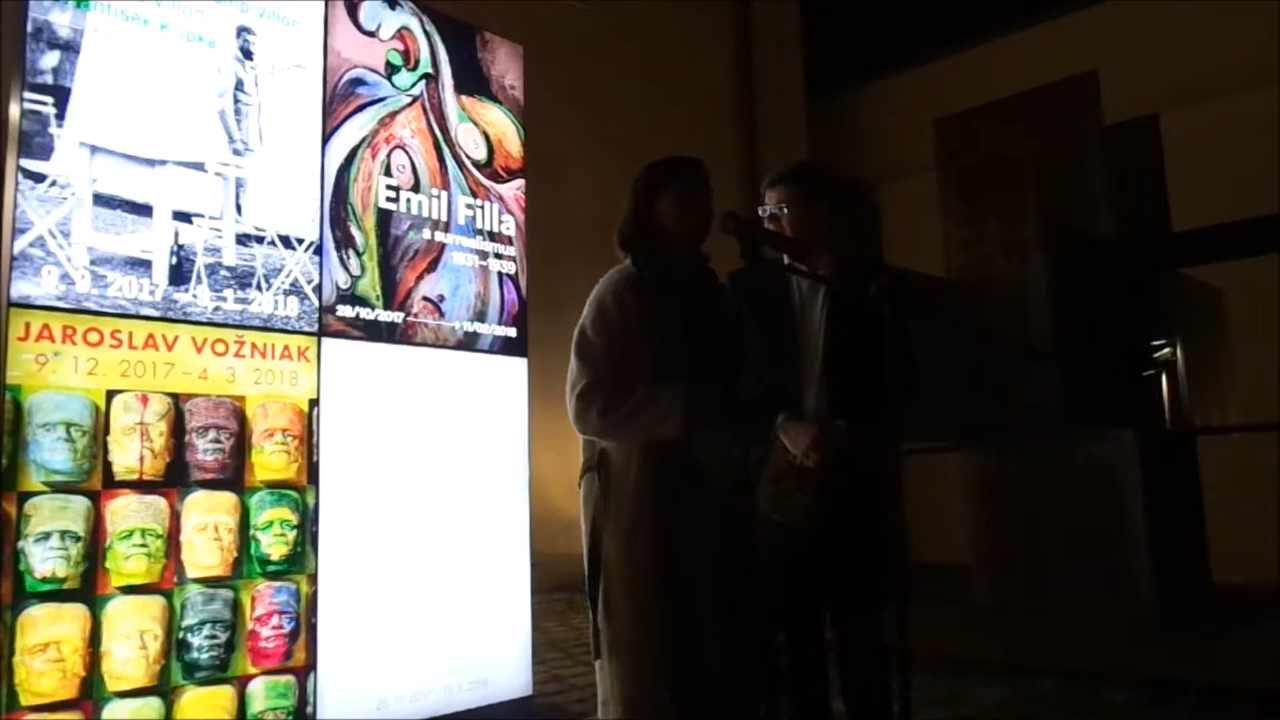 Villon
František Kupka
9. 9. 2017 – 9. 1. 2018
Emil Filla
a surrealismus
1931–1939
28/10/2017 → 11/02/2018
JAROSLAV VOŽNIAK
9. 12. 2017 – 4. 3 2018